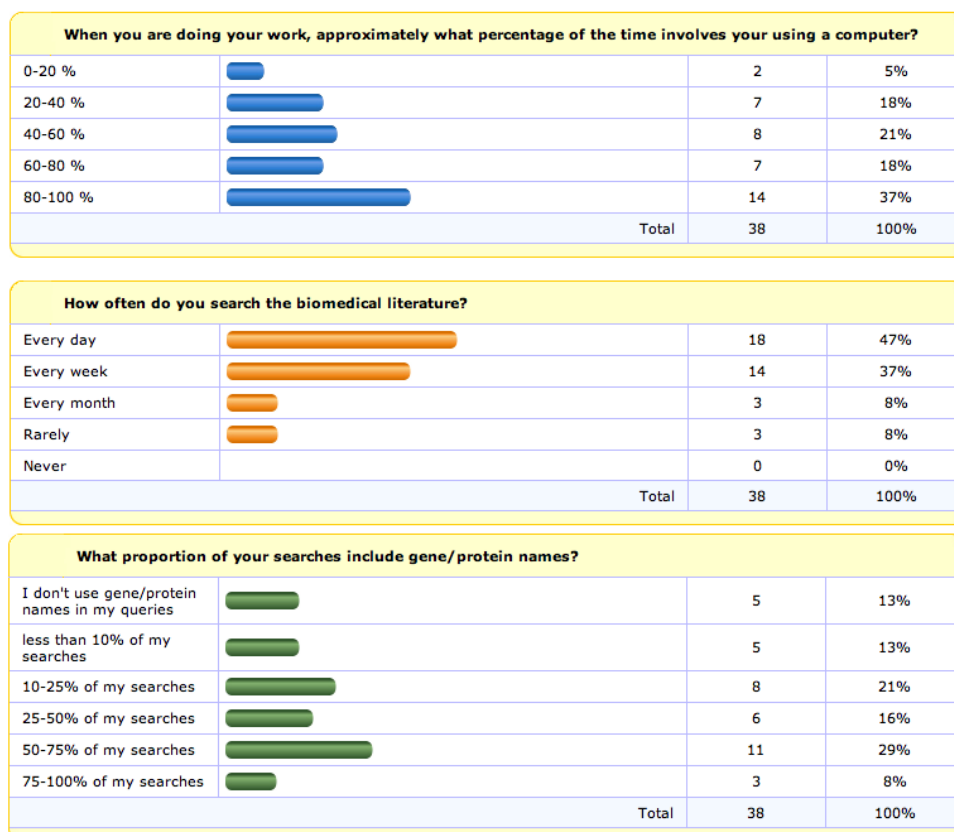 When you are doing your work, approximately what percentage of the time involves your using a computer?
0-20 % 2 5%
20-40 % 7 18%
40-60 % 8 21%
60-80 % 7 18%
80-100 % 14 37%
Total 38 100%
How often do you search the biomedical literature?
Every day 18 47%
Every week 14 37%
Every month 3 8%
Rarely 3 8%
Never 0 0%
Total 38 100%
What proportion of your searches include gene/protein names?
I don't use gene/protein
names in my queries 5 13%
less than 10% of my
searches 5 13%
10-25% of my searches 8 21%
25-50% of my searches 6 16%
50-75% of my searches 11 29%
75-100% of my searches 3 8%
Total 38 100%